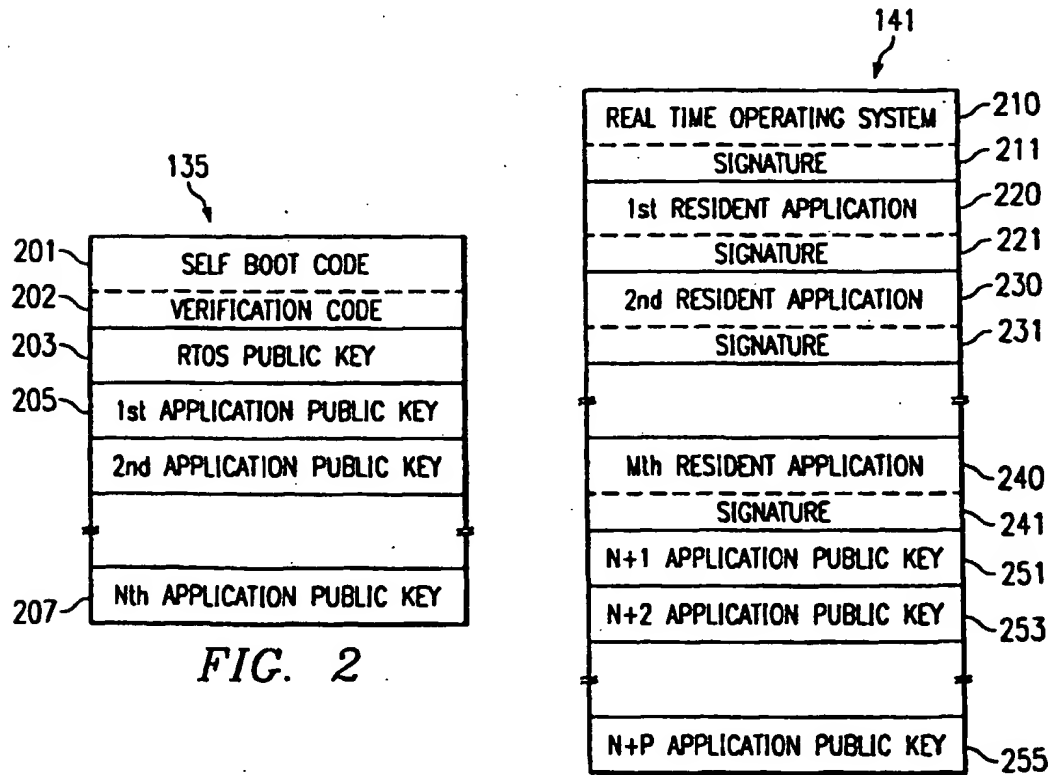 135
201
SELF BOOT CODE
202
VERIFICATION CODE
203
RTOS PUBLIC KEY
205
1st APPLICATION PUBLIC KEY
2nd APPLICATION PUBLIC KEY
207
Nth APPLICATION PUBLIC KEY
FIG. 2
141
REAL TIME OPERATING SYSTEM
210
SIGNATURE
211
1st RESIDENT APPLICATION
220
SIGNATURE
221
2nd RESIDENT APPLICATION
230
SIGNATURE
231
Mth RESIDENT APPLICATION
240
SIGNATURE
241
N+1 APPLICATION PUBLIC KEY
251
N+2 APPLICATION PUBLIC KEY
253
N+P APPLICATION PUBLIC KEY
255